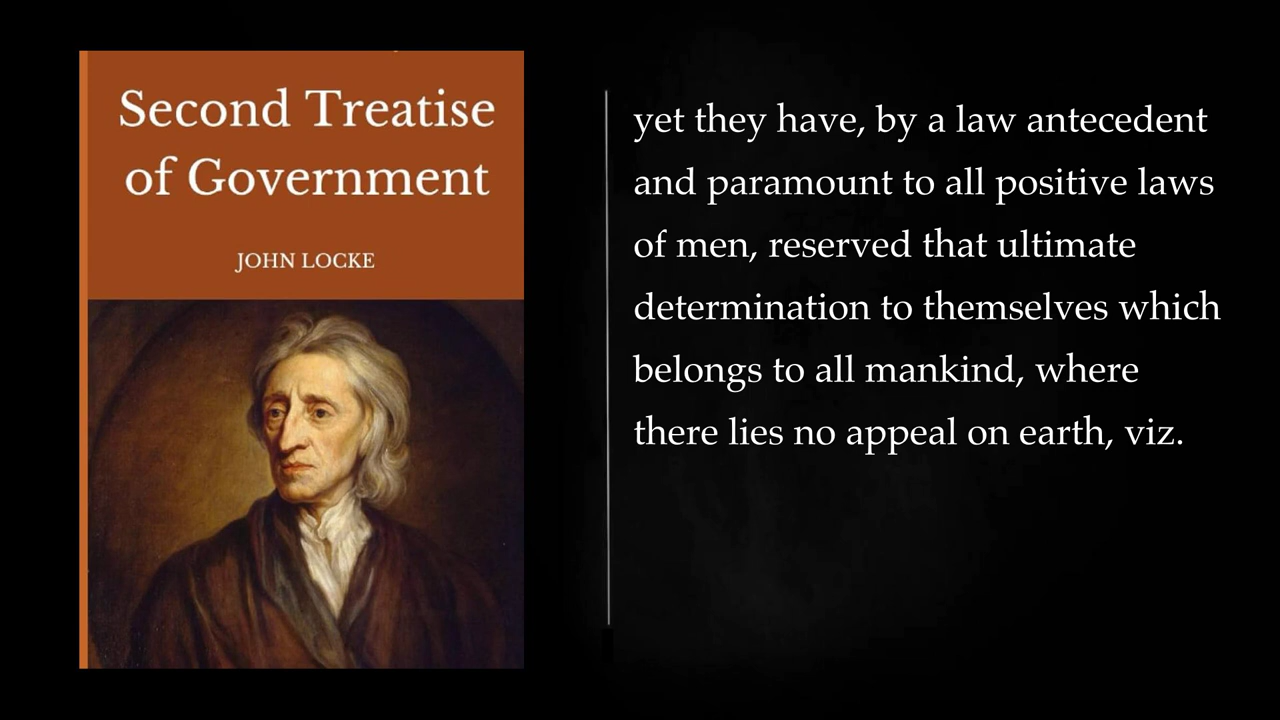 Second Treatise
of Government
JOHN LOCKE
yet they have, by a law antecedent
and paramount to all positive laws
of men, reserved that ultimate
determination to themselves which
belongs to all mankind, where
there lies no appeal on earth, viz.